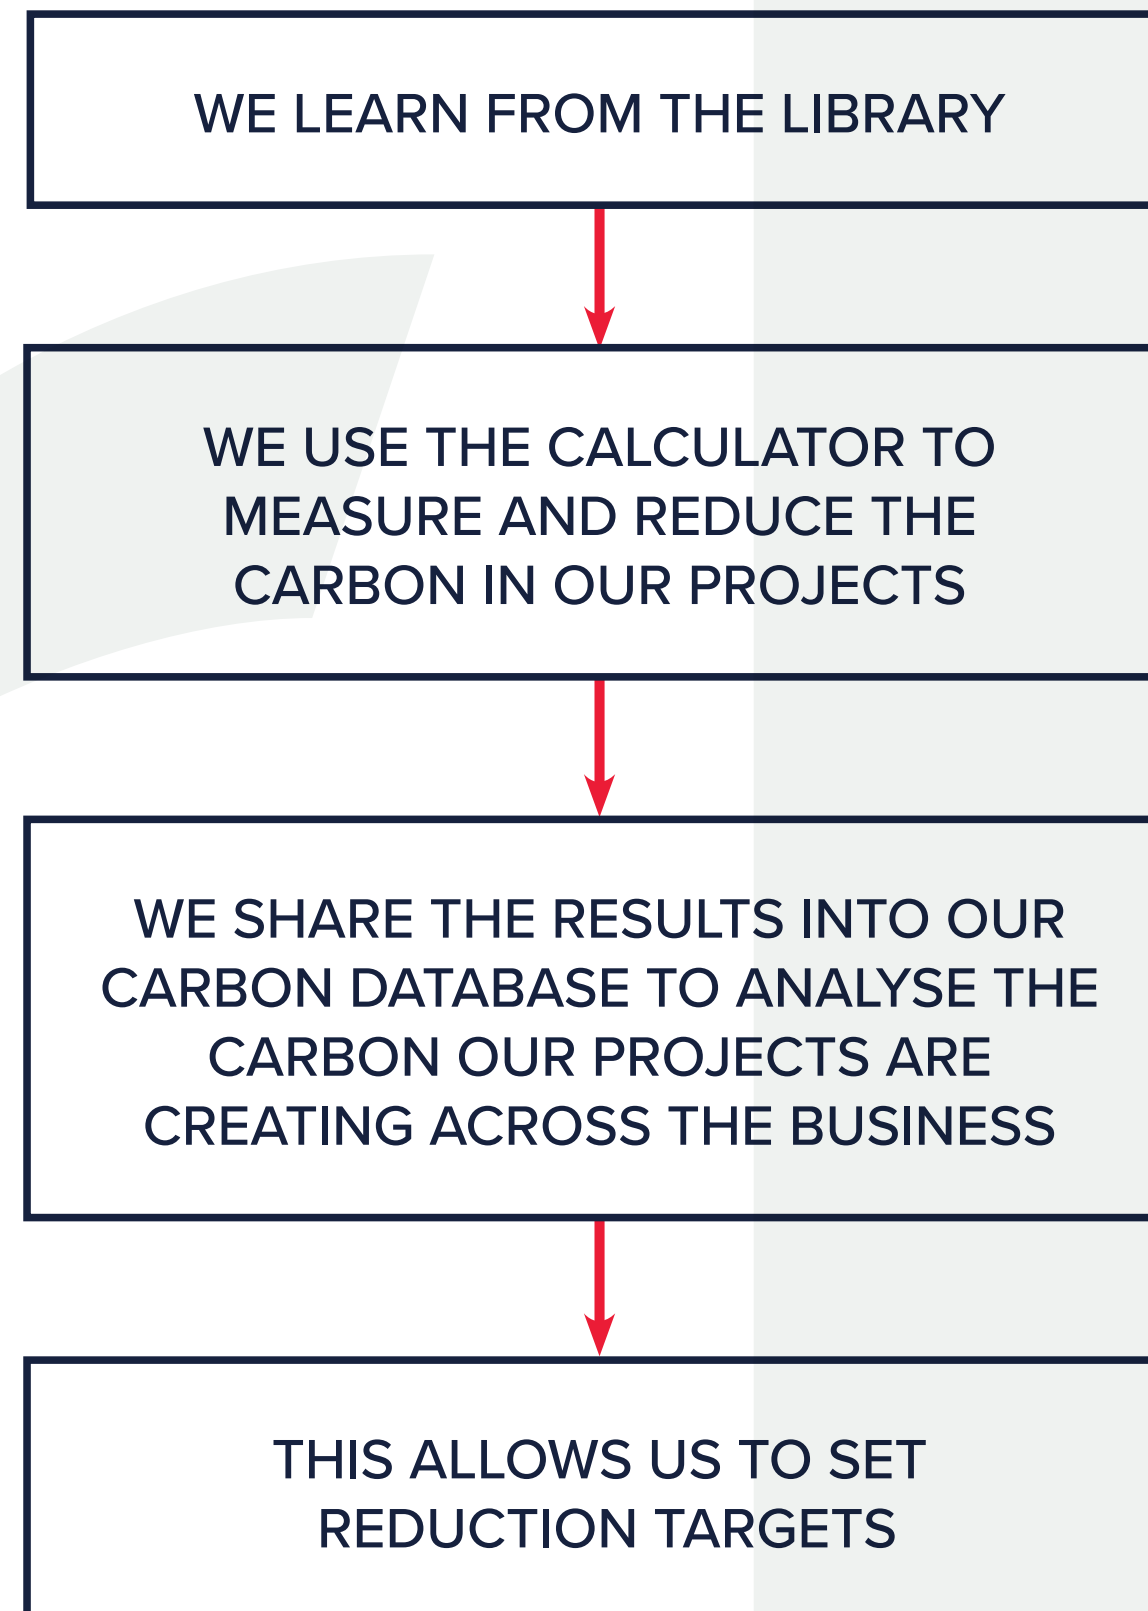 WE LEARN FROM THE LIBRARY
WE USE THE CALCULATOR TO
MEASURE AND REDUCE THE
CARBON IN OUR PROJECTS
WE SHARE THE RESULTS INTO OUR
CARBON DATABASE TO ANALYSE THE
CARBON OUR PROJECTS ARE
CREATING ACROSS THE BUSINESS
THIS ALLOWS US TO SET
REDUCTION TARGETS